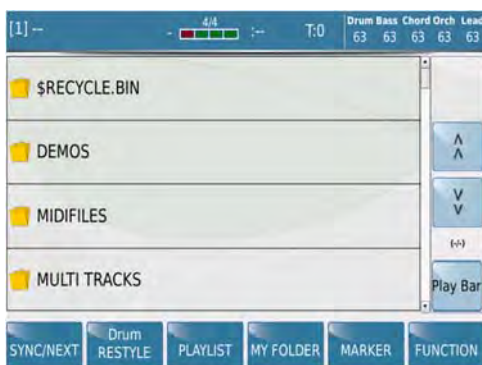 [1] -- - 4/4 :-- T:0 Drum Bass Chord Orch Lead
63 63 63 63 63
$RECYCLE.BIN
DEMOS
MIDIFILES
(-/-)
MULTI TRACKS
Play Bar
SYNC/NEXT Drum RESTYLE PLAYLIST MY FOLDER MARKER FUNCTION